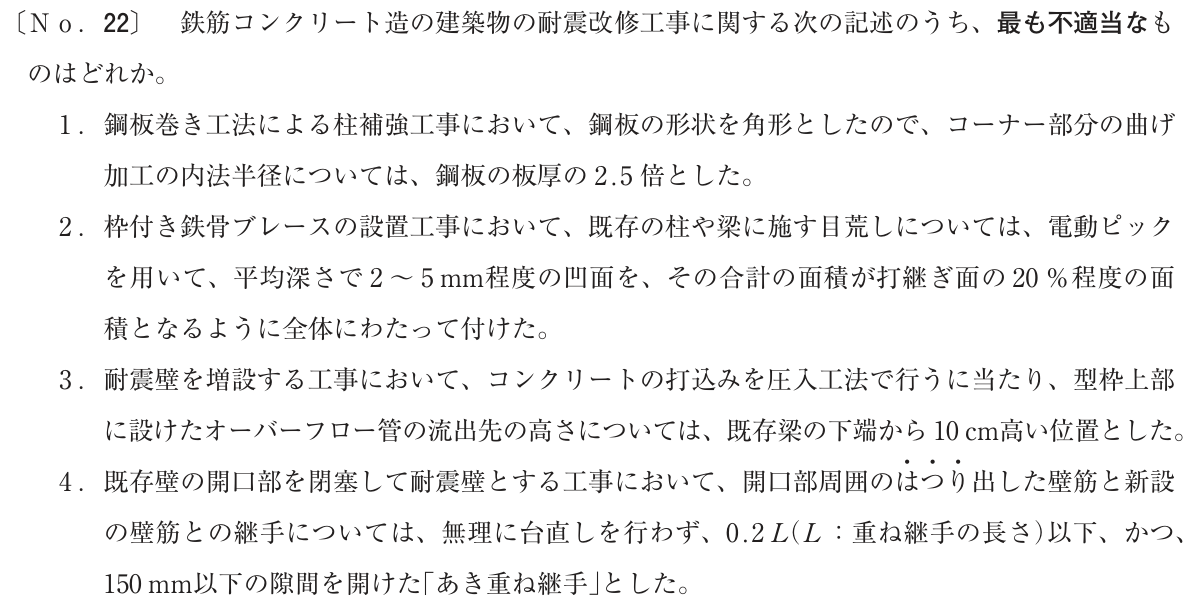 〔Ｎｏ．22〕　鉄筋コンクリート造の建築物の耐震改修工事に関する次の記述のうち、最も不適当なも
のはどれか。
1．鋼板巻き工法による柱補強工事において、鋼板の形状を角形としたので、コーナー部分の曲げ
加工の内法半径については、鋼板の板厚の 2.5 倍とした。
2．枠付き鉄骨ブレースの設置工事において、既存の柱や梁に施す目荒しについては、電動ピック
を用いて、平均深さで 2 ～ 5 mm程度の凹面を、その合計の面積が打継ぎ面の 20 %程度の面
積となるように全体にわたって付けた。
3．耐震壁を増設する工事において、コンクリートの打込みを圧入工法で行うに当たり、型枠上部
に設けたオーバーフロー管の流出先の高さについては、既存梁の下端から 10 cm高い位置とした。
4．既存壁の開口部を閉塞して耐震壁とする工事において、開口部周囲のはつり出した壁筋と新設
の壁筋との継手については、無理に台直しを行わず、0.2 L（L：重ね継手の長さ）以下、かつ、
150 mm以下の隙間を開けた「あき重ね継手」とした。